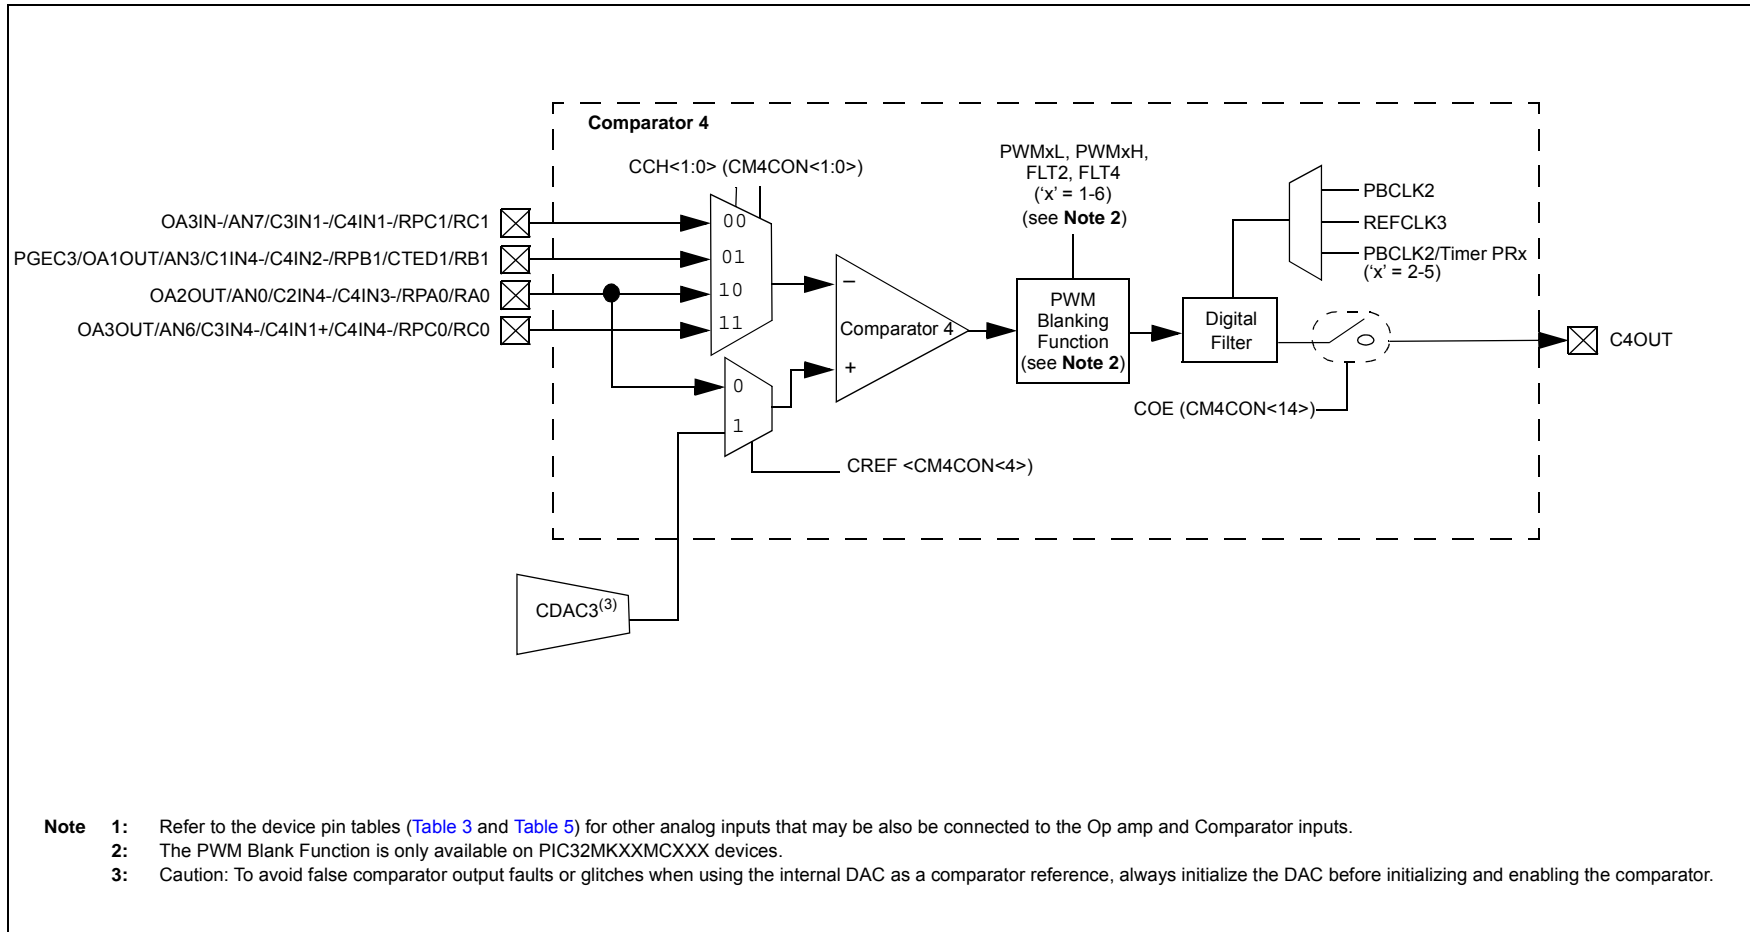 Comparator 4
CCH<1:0> (CM4CON<1:0>)
PWMxL, PWMxH,
FLT2, FLT4
('x' = 1-6)
(see Note 2)
PBCLK2
REFCLK3
PBCLK2/Timer PRx
('x' = 2-5)
OA3IN-/AN7/C3IN1-/C4IN1-/RPC1/RC1
PGEC3/OA1OUT/AN3/C1IN4-/C4IN2-/RPB1/CTED1/RB1
OA2OUT/AN0/C2IN4-/C4IN3-/RPA0/RA0
OA3OUT/AN6/C3IN4-/C4IN1+/C4IN4-/RPC0/RC0
00
01
10
11
0
1
–
+
Comparator 4
PWM
Blanking
Function
(see Note 2)
Digital
Filter
C4OUT
COE (CM4CON<14>)
CREF <CM4CON<4>)
CDAC3(3)
Note 1: Refer to the device pin tables (Table 3 and Table 5) for other analog inputs that may be also be connected to the Op amp and Comparator inputs.
2: The PWM Blank Function is only available on PIC32MKXXMCXXX devices.
3: Caution: To avoid false comparator output faults or glitches when using the internal DAC as a comparator reference, always initialize the DAC before initializing and enabling the comparator.